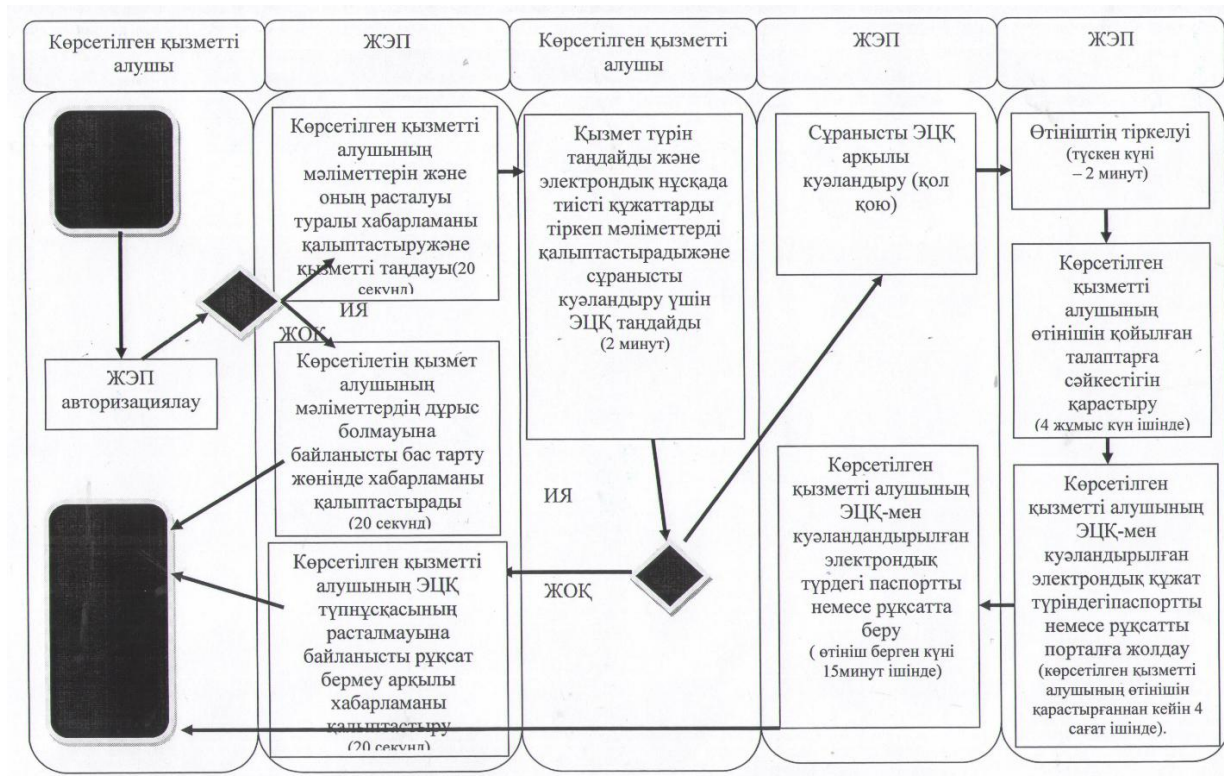 Көрсетілген қызметті
алушы
ЖЭП
Көрсетілген қызметті
алушы
ЖЭП
ЖЭП
ЖЭП
авторизациялау
Көрсетілген қызметті
алушының
мәліметтерін және
оның расталуы
туралы хабарламаны
қалыптастыружәне
қызметті таңдауы(20
секунд)
ИЯ
ЖОҚ
Көрсетілетін қызмет
алушының
мәліметтердің дұрыс
болмауына
байланысты бас тарту
жөнінде хабарламаны
қалыптастырады
(20 секунд)
Көрсетілген қызметті
алушының ЭЦҚ
түпнұсқасының
расталмауына
байланысты рұқсат
бермеу арқылы
хабарламаны
қалыптастыру
(20 секунд)
Қызмет түрін
таңдайды және
электрондық нұсқада
тиісті құжаттарды
тіркеп мәліметтерді
қалыптастырадыжәне
сұранысты
куәландыру үшін
ЭЦҚ таңдайды
(2 минут)
ИЯ
ЖОҚ
Сұранысты ЭЦҚ
арқылы
куәландыру (қол
қою)
Көрсетілген
қызметті алушының
ЭЦҚ-мен
куәландандырылған
электрондық
түрдегі паспортты
немесе рұқсатта
беру
( өтініш берген күні
15минут ішінде)
Өтініштің тіркелуі
(түскен күні
– 2 минут)
Көрсетілген
қызметті
алушының
өтінішін қойылған
талаптарға
сәйкестігін
қарастыру
(4 жұмыс күн ішінде)
Көрсетілген
қызметті алушының
ЭЦҚ-мен
куәландырылған
электрондық құжат
түріндегіпаспортты
немесе рұқсатты
порталға жолдау
(көрсетілген қызметті
алушының өтінішін
қарастырғаннан кейін 4
сағат ішінде).